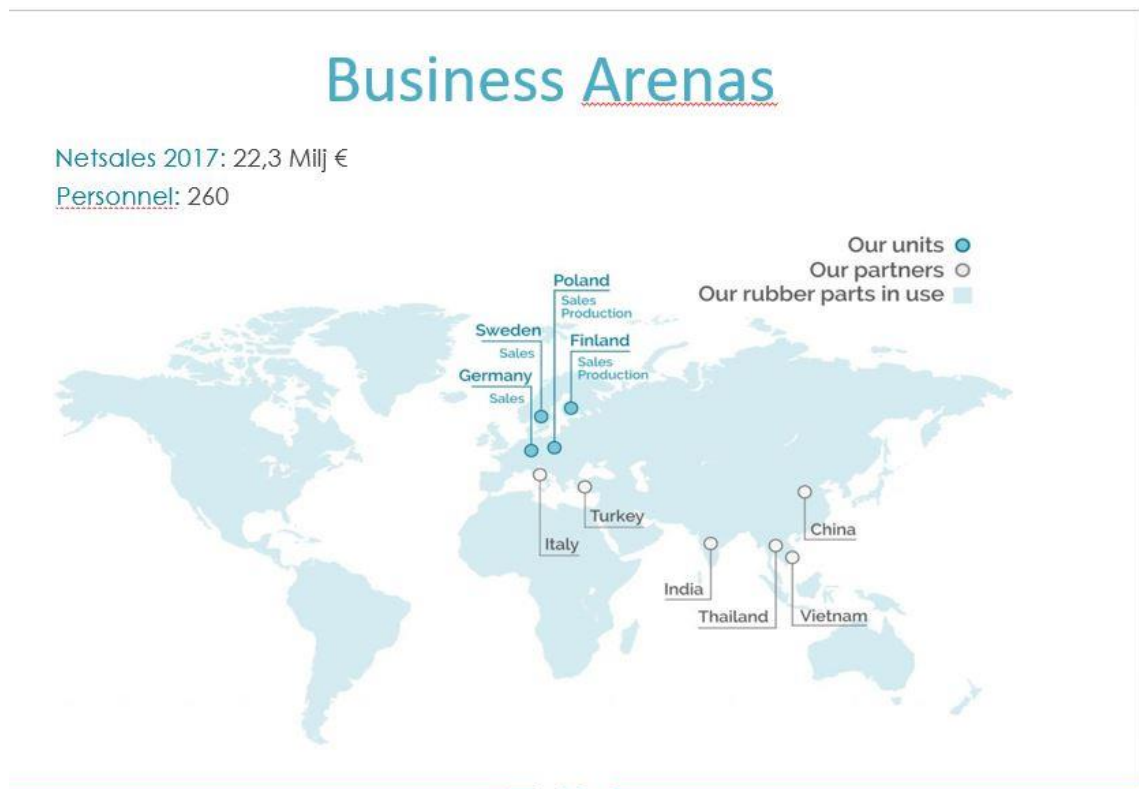 Business Arenas
Netsales 2017: 22,3 Milj €
Personnel: 260
Our units
Our partners
Our rubber parts in use
Poland
Sales
Production
Sweden
Sales
Finland
Sales
Production
Germany
Sales
Turkey
Italy
China
India
Thailand
Vietnam